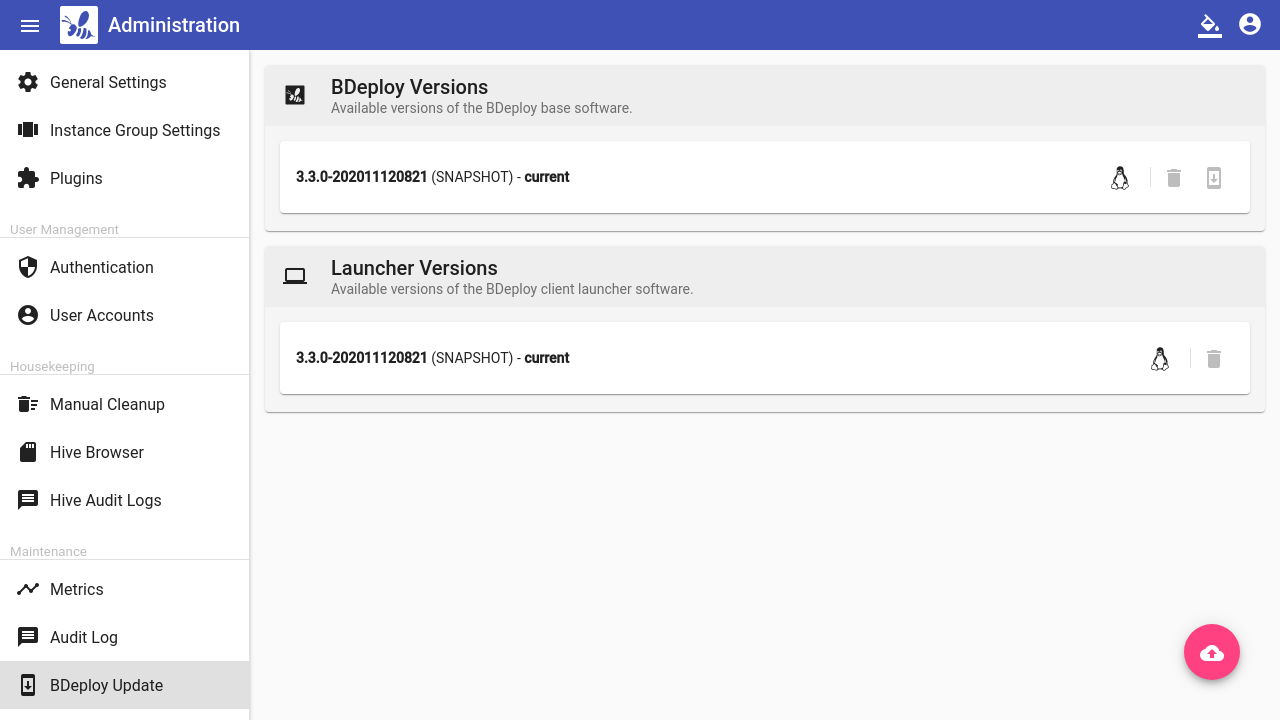 Administration
General Settings
Instance Group Settings
Plugins
User Management
Authentication
User Accounts
Housekeeping
Manual Cleanup
Hive Browser
Hive Audit Logs
Maintenance
Metrics
Audit Log
BDeploy Update
BDeploy Versions
Available versions of the BDeploy base software.
3.3.0-202011120821 (SNAPSHOT) - current
Launcher Versions
Available versions of the BDeploy client launcher software.
3.3.0-202011120821 (SNAPSHOT) - current